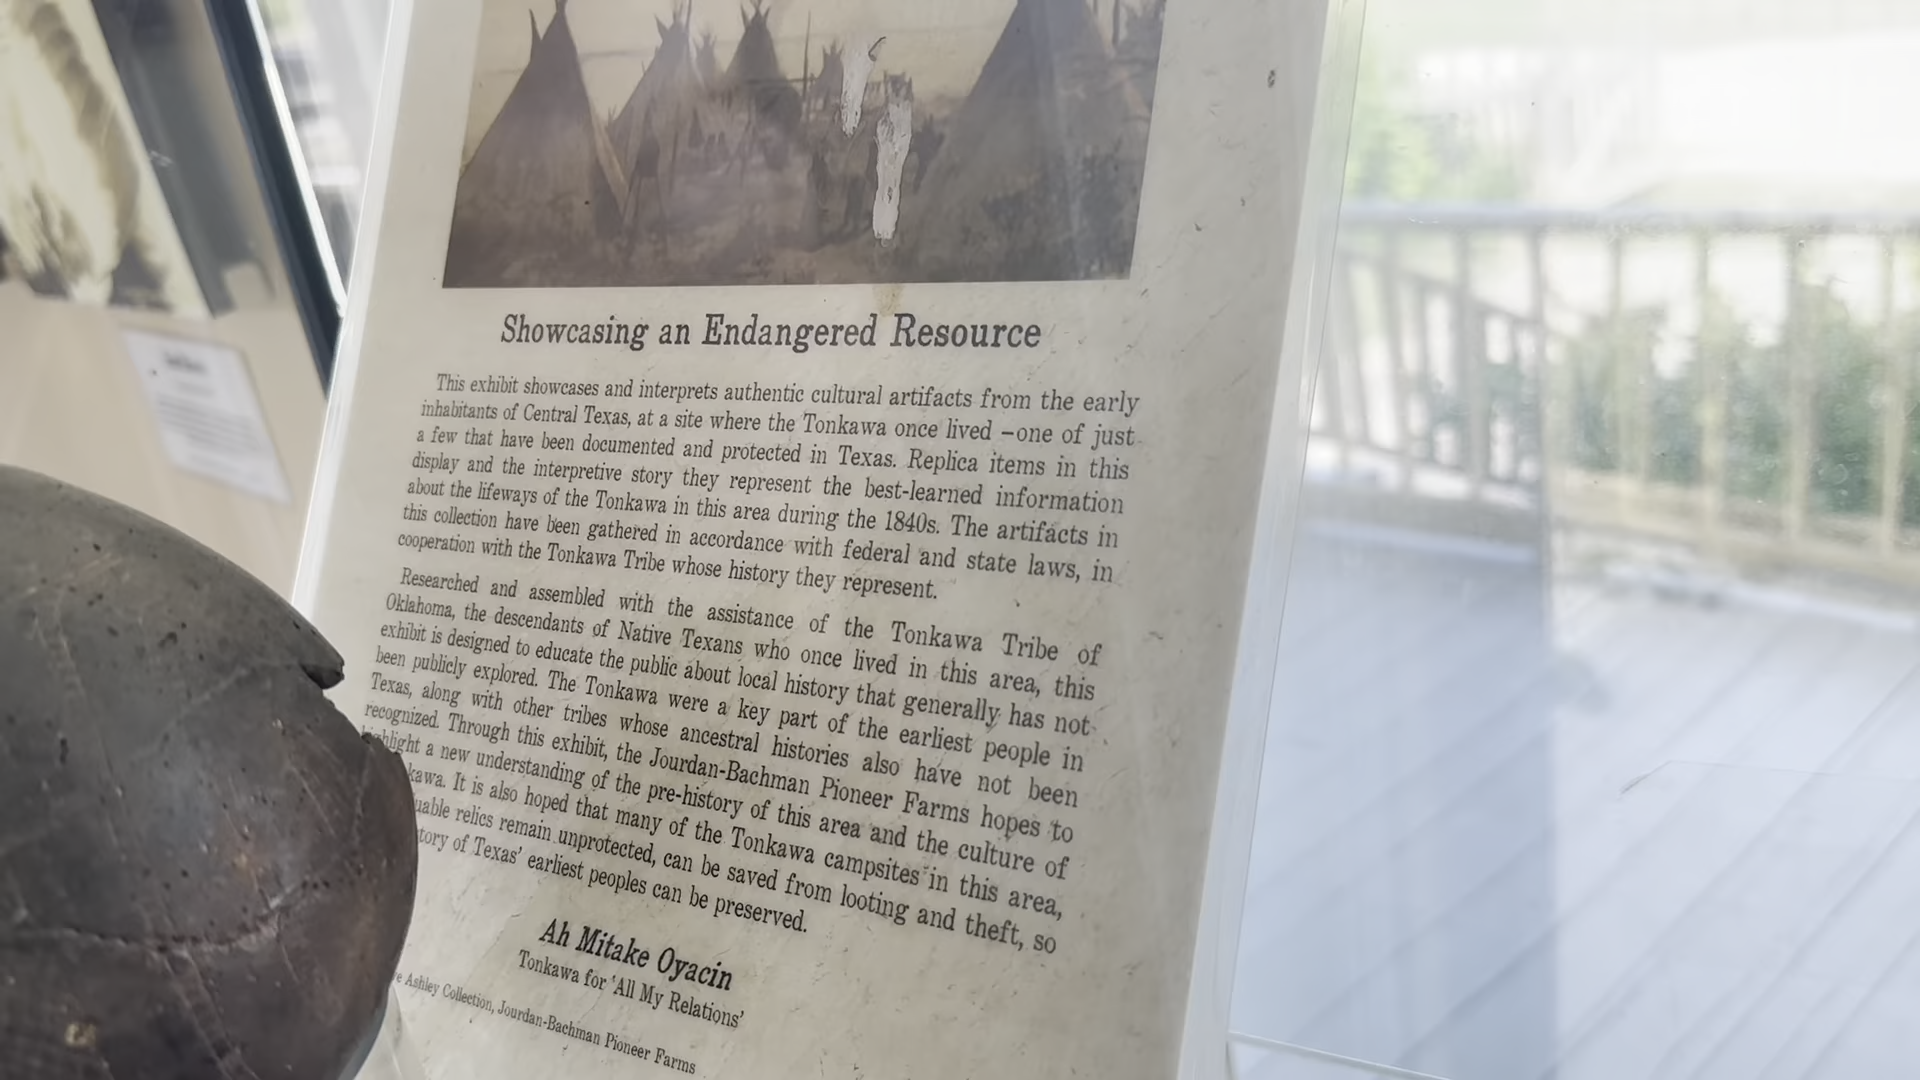 Showcasing an Endangered Resource
This exhibit showcases and interprets authentic cultural artifacts from the early
inhabitants of Central Texas, at a site where the Tonkawa once lived –one of just
a few that have been documented and protected in Texas. Replica items in this
display and the interpretive story they represent the best-learned information
about the lifeways of the Tonkawa in this area during the 1840s. The artifacts in
this collection have been gathered in accordance with federal and state laws, in
cooperation with the Tonkawa Tribe whose history they represent.
Researched and assembled with the assistance of the Tonkawa Tribe of
Oklahoma, the descendants of Native Texans who once lived in this area, this
exhibit is designed to educate the public about local history that generally has not
been publicly explored. The Tonkawa were a key part of the earliest people in
Texas, along with other tribes whose ancestral histories also have not been
recognized. Through this exhibit, the Jourdan-Bachman Pioneer Farms hopes to
highlight a new understanding of the pre-history of this area and the culture of
kawa. It is also hoped that many of the Tonkawa campsites in this area,
uable relics remain unprotected, can be saved from looting and theft, so
tory of Texas' earliest peoples can be preserved.
Ah Mitake Oyacin
Tonkawa for 'All My Relations'
Ashley Collection, Jourdan-Bachman Pioneer Farms